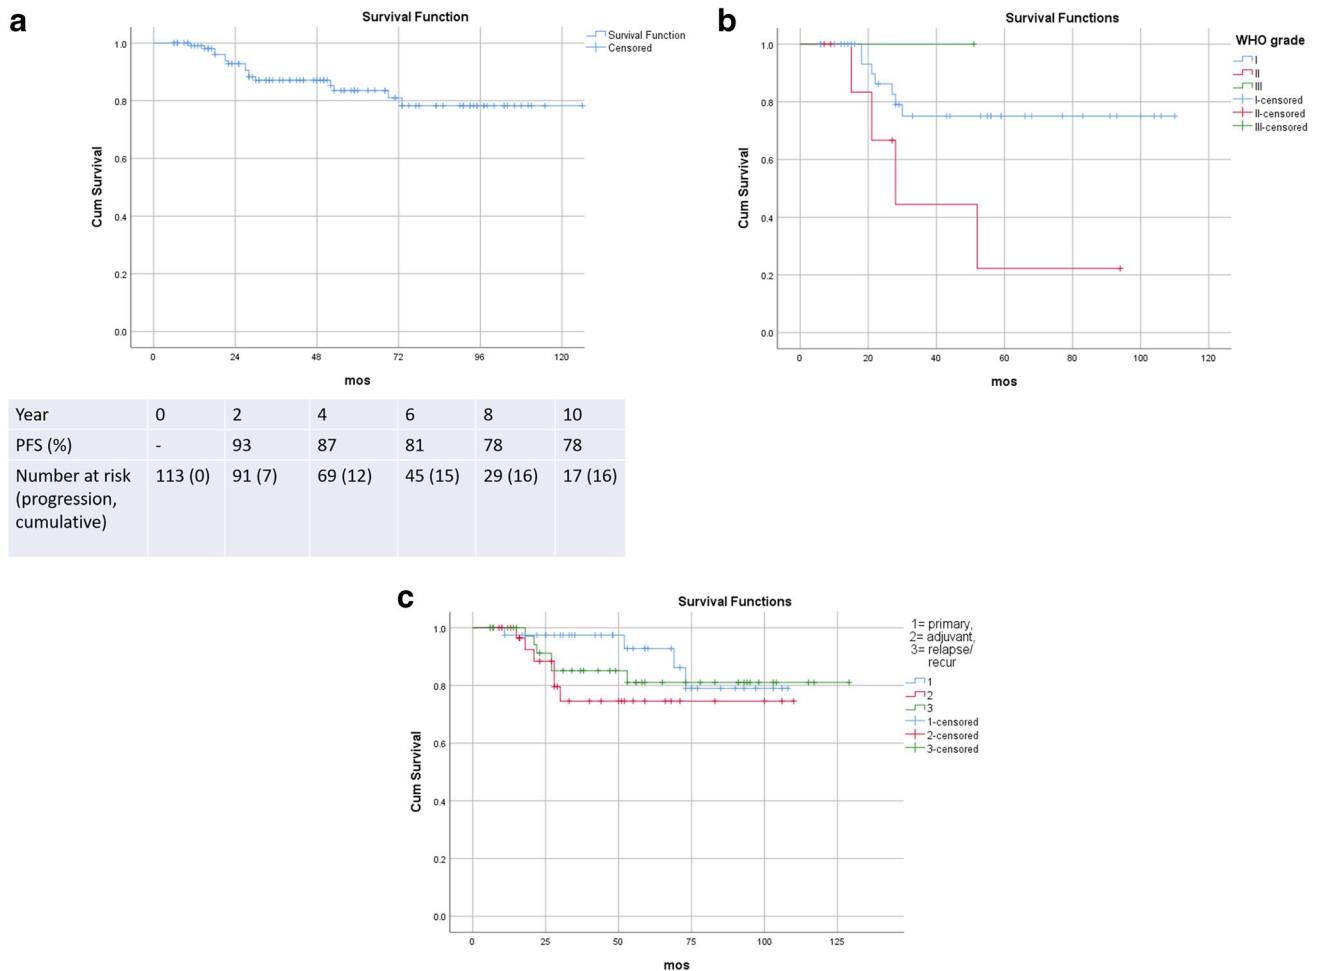 a
Survival Function
1.0
0.8
0.6
0.4
0.2
0.0
Cum Survival
0 24 48 72 96 120
mos
Survival Function
Censored
Year 0 2 4 6 8 10
PFS (%) - 93 87 81 78 78
Number at risk 113 (0) 91 (7) 69 (12) 45 (15) 29 (16) 17 (16)
(progression,
cumulative)
b
Survival Functions
1.0
0.8
0.6
0.4
0.2
0.0
Cum Survival
0 20 40 60 80 100 120
mos
WHO grade
I
II
III
I-censored
II-censored
III-censored
c
Survival Functions
1.0
0.8
0.6
0.4
0.2
0.0
Cum Survival
0 25 50 75 100 125
mos
1= primary,
2= adjuvant,
3= relapse/
recur
1
2
3
1-censored
2-censored
3-censored